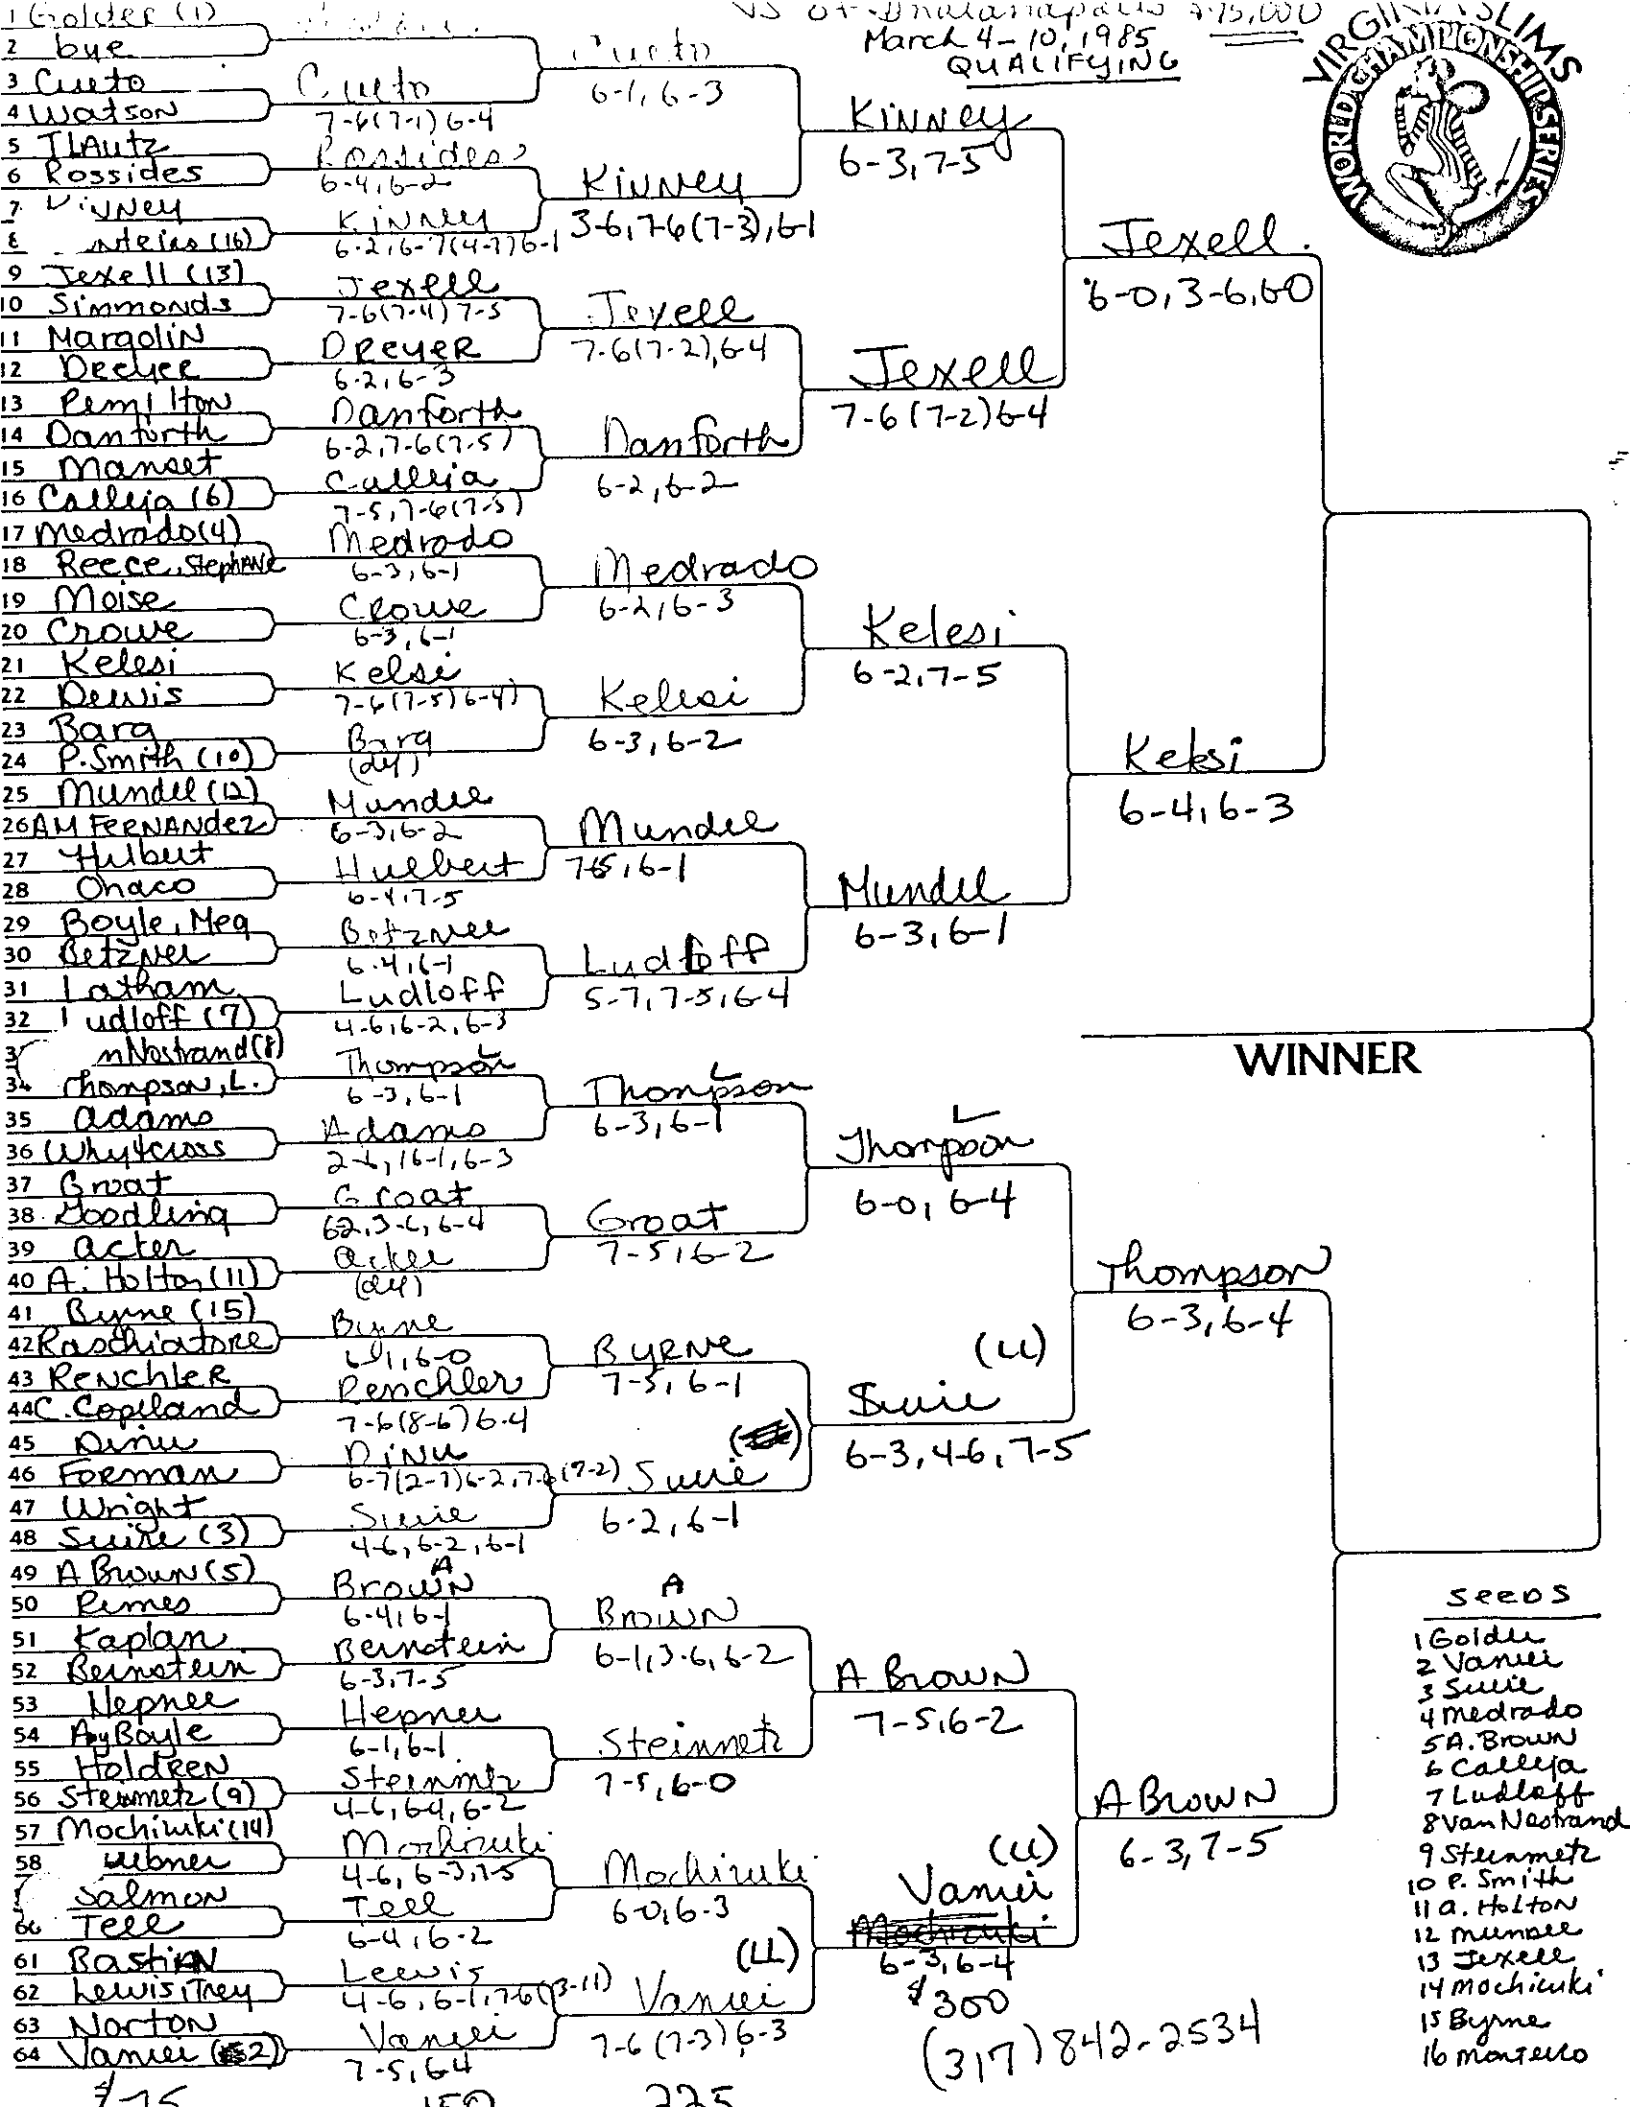 VS of Indianapolis $75,000
March 4-10, 1985
QUALIFYING
VIRGINIA SLIMS
WORLD CHAMPIONSHIP SERIES
1 Golder (1)
2 bye
3 Cueto
4 Watson
5 Tlautz
6 Rossides
7 inney
8 (16)
9 Jexell (13)
10 Simmonds
11 Margolin
12 Dreyer
13 Remilton
14 Danforth
15 Manset
16 Calleja (6)
17 Medrado (4)
18 Reece, Stephanie
19 Moise
20 Crowe
21 Kelesi
22 Dewis
23 Barg
24 P. Smith (10)
25 Mundel (12)
26 AM FERNANdez
27 Hulbert
28 Onaco
29 Boyle, Meg
30 Betzner
31 Latham
32 udloff (7)
3 nNostrand (8)
34 Thompson, L.
35 Adams
36 Whytcross
37 Groat
38 Goodling
39 Acker
40 A. Holton (11)
41 Byrne (15)
42 Raschiatore
43 RENCHLER
44 C. Copeland
45 Dinu
46 Forman
47 Wright
48 Suire (3)
49 A Brown (5)
50 Rimes
51 Kaplan
52 Bernstein
53 Hepner
54 Amy Boyle
55 Holdren
56 Steinmetz (9)
57 Mochizuki (14)
58 ubner
Salmon
60 Tell
61 Bastian
62 Lewis, Trey
63 Norton
64 Vanier (2)
$75
Cueto
7-6(7-1) 6-4
Rossides
6-4, 6-2
Kinney
6-2, 6-7(4-7) 6-1
Jexell
7-6(7-4) 7-5
Dreyer
6-2, 6-3
Danforth
6-2, 7-6(7-5)
Calleja
7-5, 7-6(7-5)
Medrado
6-3, 6-1
Crowe
6-3, 6-1
Kelsi
7-6(7-5) 6-4)
Barg
(def)
Mundel
6-3, 6-2
Hulbert
6-4, 7-5
Betzner
6-4, 6-1
Ludloff
4-6, 6-2, 6-3
Thompson L
6-3, 6-1
Adams
2-6, 6-1, 6-3
Groat
6-2, 3-6, 6-4
Acker
(def)
Byrne
6-1, 6-0
Renchler
7-6(8-6) 6-4
Dinu
6-7(2-7) 6-2, 7-6(7-2)
Suire
4-6, 6-2, 6-1
Brown A
6-4, 6-1
Bernstein
6-3, 7-5
Hepner
6-1, 6-1
Steinmetz
4-6, 6-4, 6-2
Mochizuki
4-6, 6-3, 7-5
Tell
6-4, 6-2
Lewis
4-6, 6-1, 7-6(13-11)
Vanier
7-5, 6-4
150
Cueto
6-1, 6-3
Kinney
3-6, 7-6(7-3), 6-1
Jexell
7-6(7-2), 6-4
Danforth
6-2, 6-2
Medrado
6-2, 6-3
Kelesi
6-3, 6-2
Mundel
7-5, 6-1
Ludloff
5-7, 7-5, 6-4
Thompson L
6-3, 6-1
Groat
7-5, 6-2
Byrne
7-5, 6-1
Suire
6-2, 6-1
Brown A
6-1, 3-6, 6-2
Steinmetz
7-5, 6-0
Mochizuki
6-0, 6-3
(LL)
Vanier
7-6(7-3) 6-3
225
Kinney
6-3, 7-5
Jexell
7-6(7-2) 6-4
Kelesi
6-2, 7-5
Mundel
6-3, 6-1
Thompson L
6-0, 6-4
(LL)
Suire
6-3, 4-6, 7-5
A Brown
7-5, 6-2
(LL)
Vanier
Mochizuki
6-3, 6-4
$300
(317) 842-2534
Jexell
6-0, 3-6, 6-0
Kelesi
6-4, 6-3
Thompson
6-3, 6-4
A Brown
6-3, 7-5
WINNER
SEEDS
1 Golder
2 Vanier
3 Suire
4 Medrado
5 A. Brown
6 Calleja
7 Ludloff
8 Van Nostrand
9 Steinmetz
10 P. Smith
11 A. Holton
12 Mundel
13 Jexell
14 Mochizuki
15 Byrne
16 Monteiro